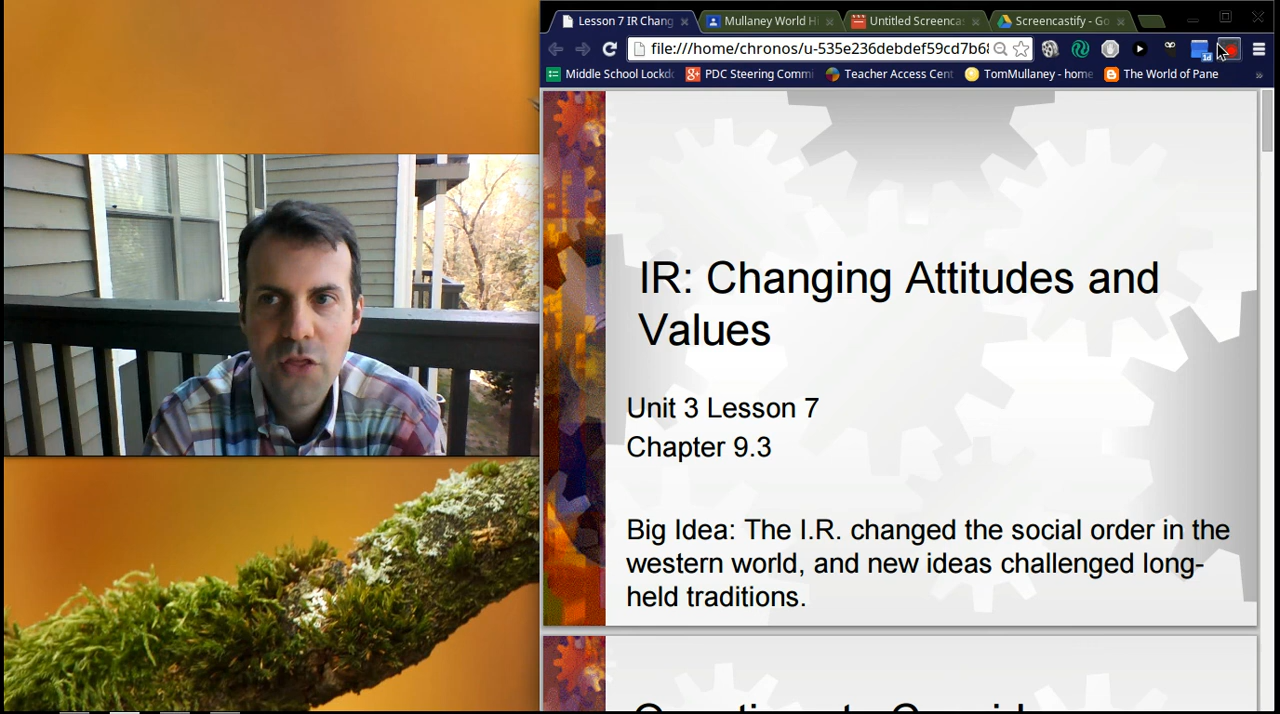 Lesson 7 IR Chang
Mullaney World Hi
Untitled Screencas
Screencastify - Go
file:///home/chronos/u-535e236debdef59cd7b68
1d
Middle School Lockd
PDC Steering Commi
Teacher Access Cent
TomMullaney - home
The World of Pane
»
IR: Changing Attitudes and
Values
Unit 3 Lesson 7
Chapter 9.3
Big Idea: The I.R. changed the social order in the
western world, and new ideas challenged long-
held traditions.